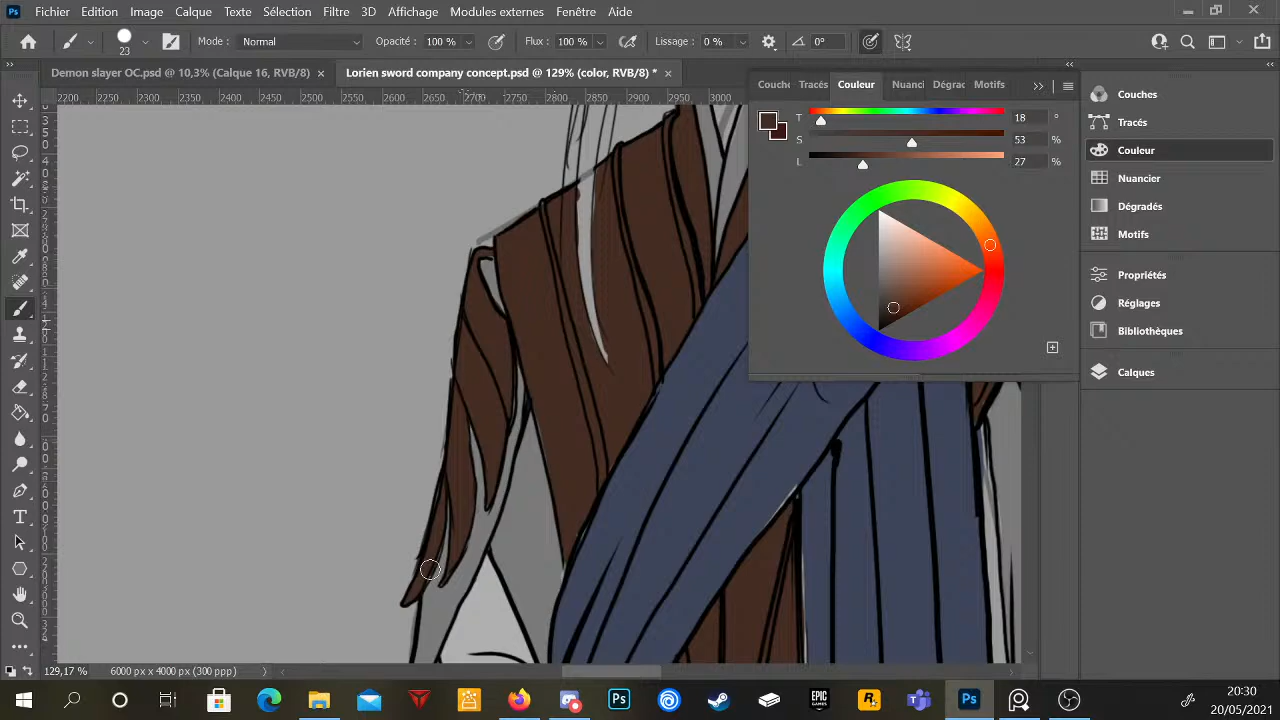 Fichier Edition Image Calque Texte Sélection Filtre 3D Affichage Modules externes Fenêtre Aide
23 Mode : Normal Opacité : 100 % Flux : 100 % Lissage : 0 % 0°
Demon slayer OC.psd @ 10,3% (Calque 16, RVB/8) × Lorien sword company concept.psd @ 129% (color, RVB/8) * ×
2200 2250 2300 2350 2400 2450 2500 2550 2600 2650 2700 2750 2800 2850 2900 2950 3000
Couche Tracés Couleur Nuanc Dégrac Motifs
T 18 °
S 53 %
L 27 %
Couches
Tracés
Couleur
Nuancier
Dégradés
Motifs
Propriétés
Réglages
Bibliothèques
Calques
129,17 % 6000 px x 4000 px (300 ppp)
20:30
20/05/2021